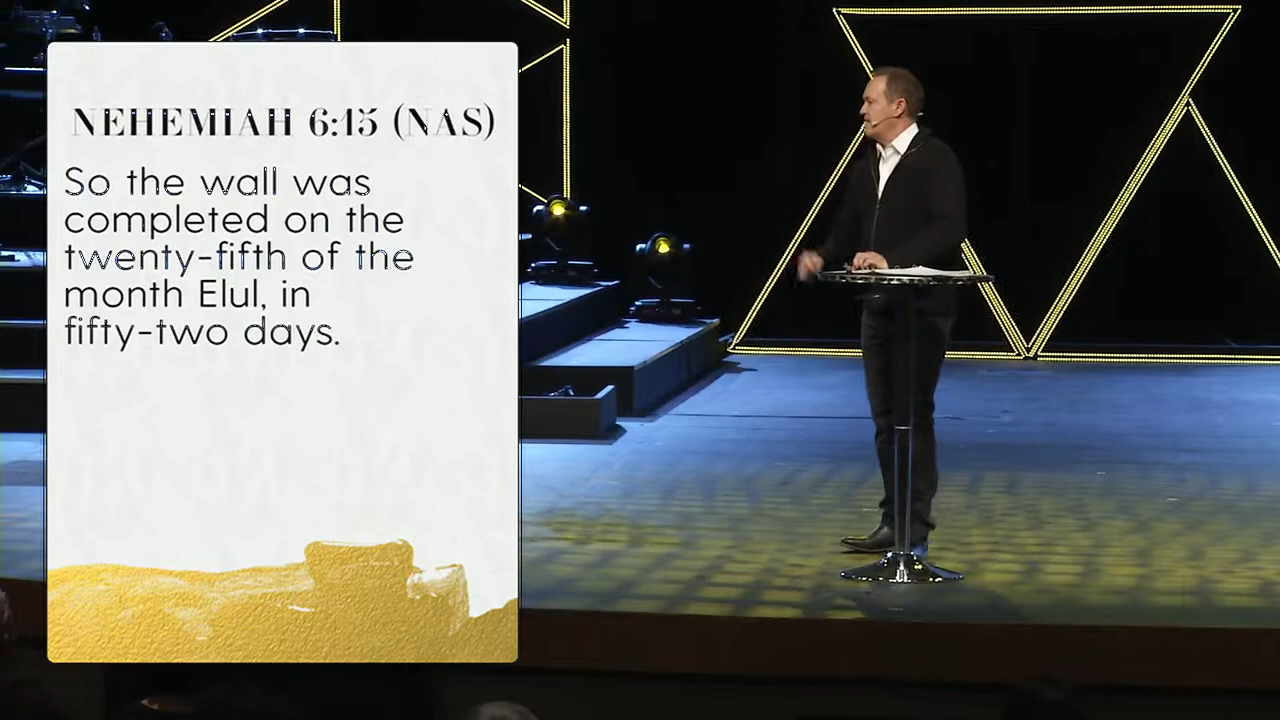 NEHEMIAH 6:15 (NAS)
So the wall was
completed on the
twenty-fifth of the
month Elul, in
fifty-two days.